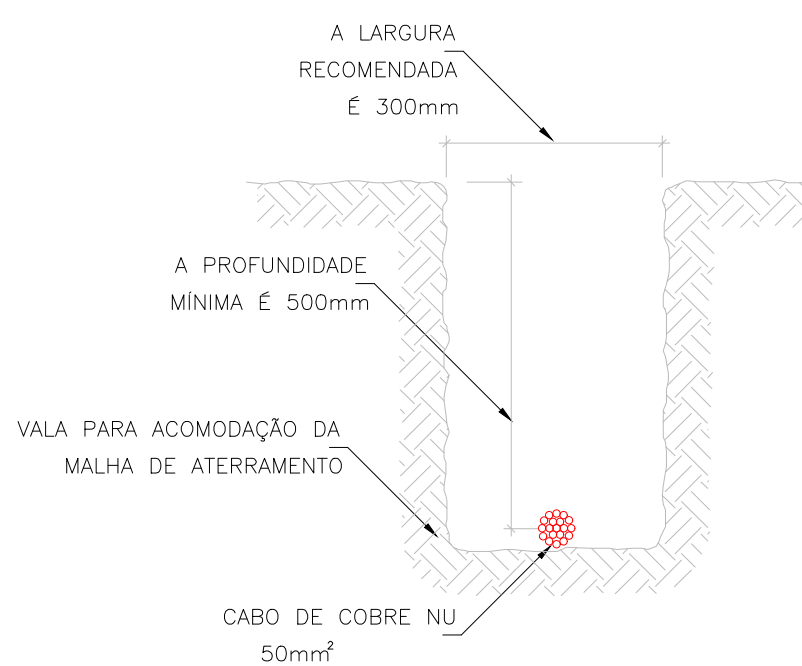 A LARGURA
RECOMENDADA
É 300mm
A PROFUNDIDADE
MÍNIMA É 500mm
VALA PARA ACOMODAÇÃO DA
MALHA DE ATERRAMENTO
CABO DE COBRE NU
50mm²